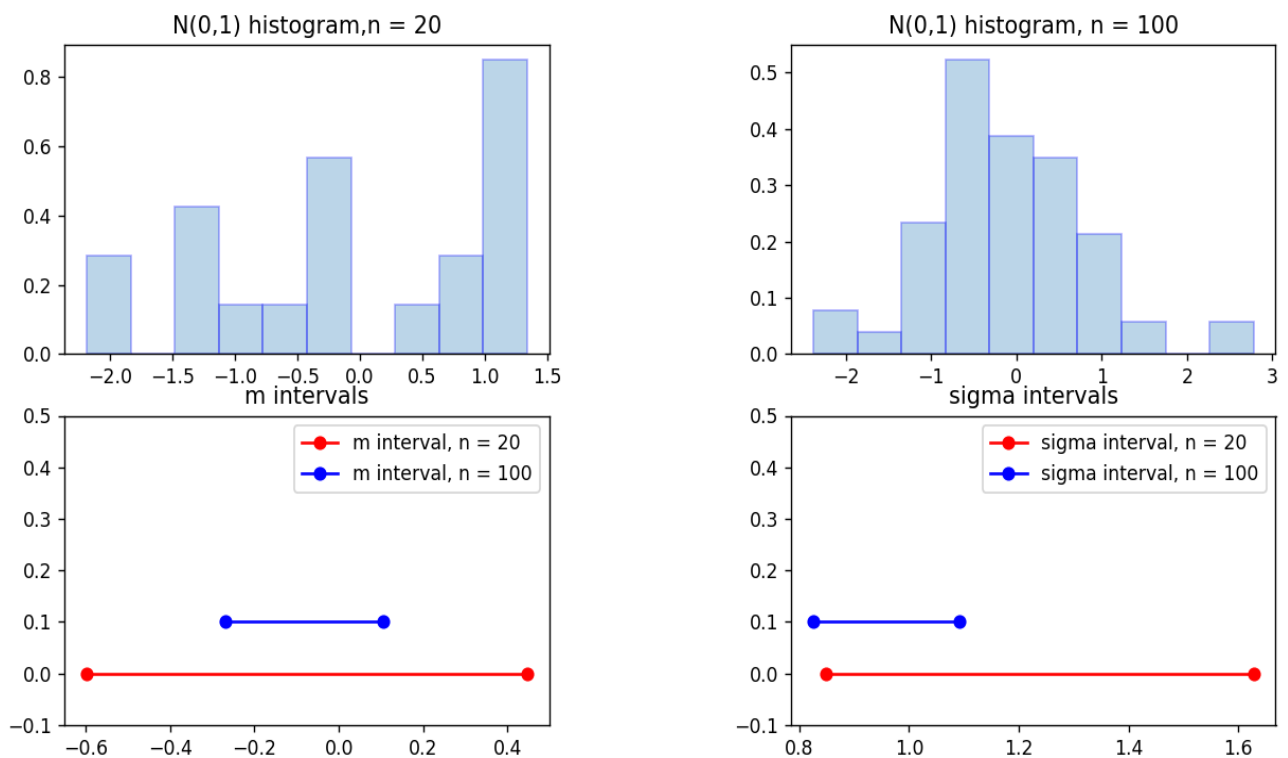 N(0,1) histogram,n = 20
0.8
0.6
0.4
0.2
0.0
−2.0 −1.5 −1.0 −0.5 0.0 0.5 1.0 1.5
N(0,1) histogram, n = 100
0.5
0.4
0.3
0.2
0.1
0.0
−2 −1 0 1 2 3
m intervals
0.5
0.4
0.3
0.2
0.1
0.0
−0.1
m interval, n = 20
m interval, n = 100
−0.6 −0.4 −0.2 0.0 0.2 0.4
sigma intervals
0.5
0.4
0.3
0.2
0.1
0.0
−0.1
sigma interval, n = 20
sigma interval, n = 100
0.8 1.0 1.2 1.4 1.6